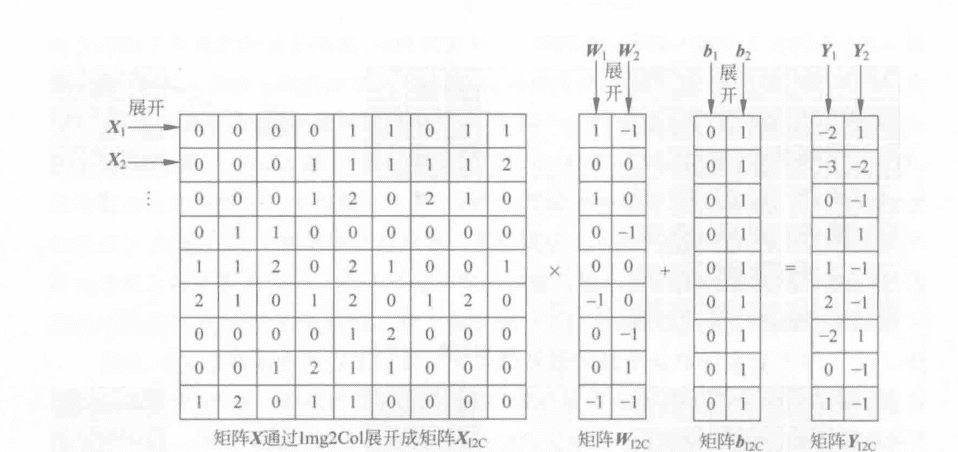 W₁ W₂ b₁ b₂ Y₁ Y₂
展开 展开
展开
X₁ 0 0 0 0 1 1 0 1 1 1 -1 0 1 -2 1
X₂ 0 0 0 1 1 1 1 1 2 0 0 0 1 -3 -2
⋮ 0 0 0 1 2 0 2 1 0 1 0 0 1 0 -1
0 1 1 0 0 0 0 0 0 0 -1 0 1 1 1
1 1 2 0 2 1 0 0 1 × 0 0 + 0 1 = 1 -1
2 1 0 1 2 0 1 2 0 -1 0 0 1 2 -1
0 0 0 0 1 2 0 0 0 0 -1 0 1 -2 1
0 0 1 2 1 1 0 0 0 0 1 0 1 0 -1
1 2 0 1 0 0 0 0 0 -1 -1 0 1 1 -1
矩阵X通过Img2Col展开成矩阵X_I2C 矩阵W_I2C 矩阵b_I2C 矩阵Y_I2C